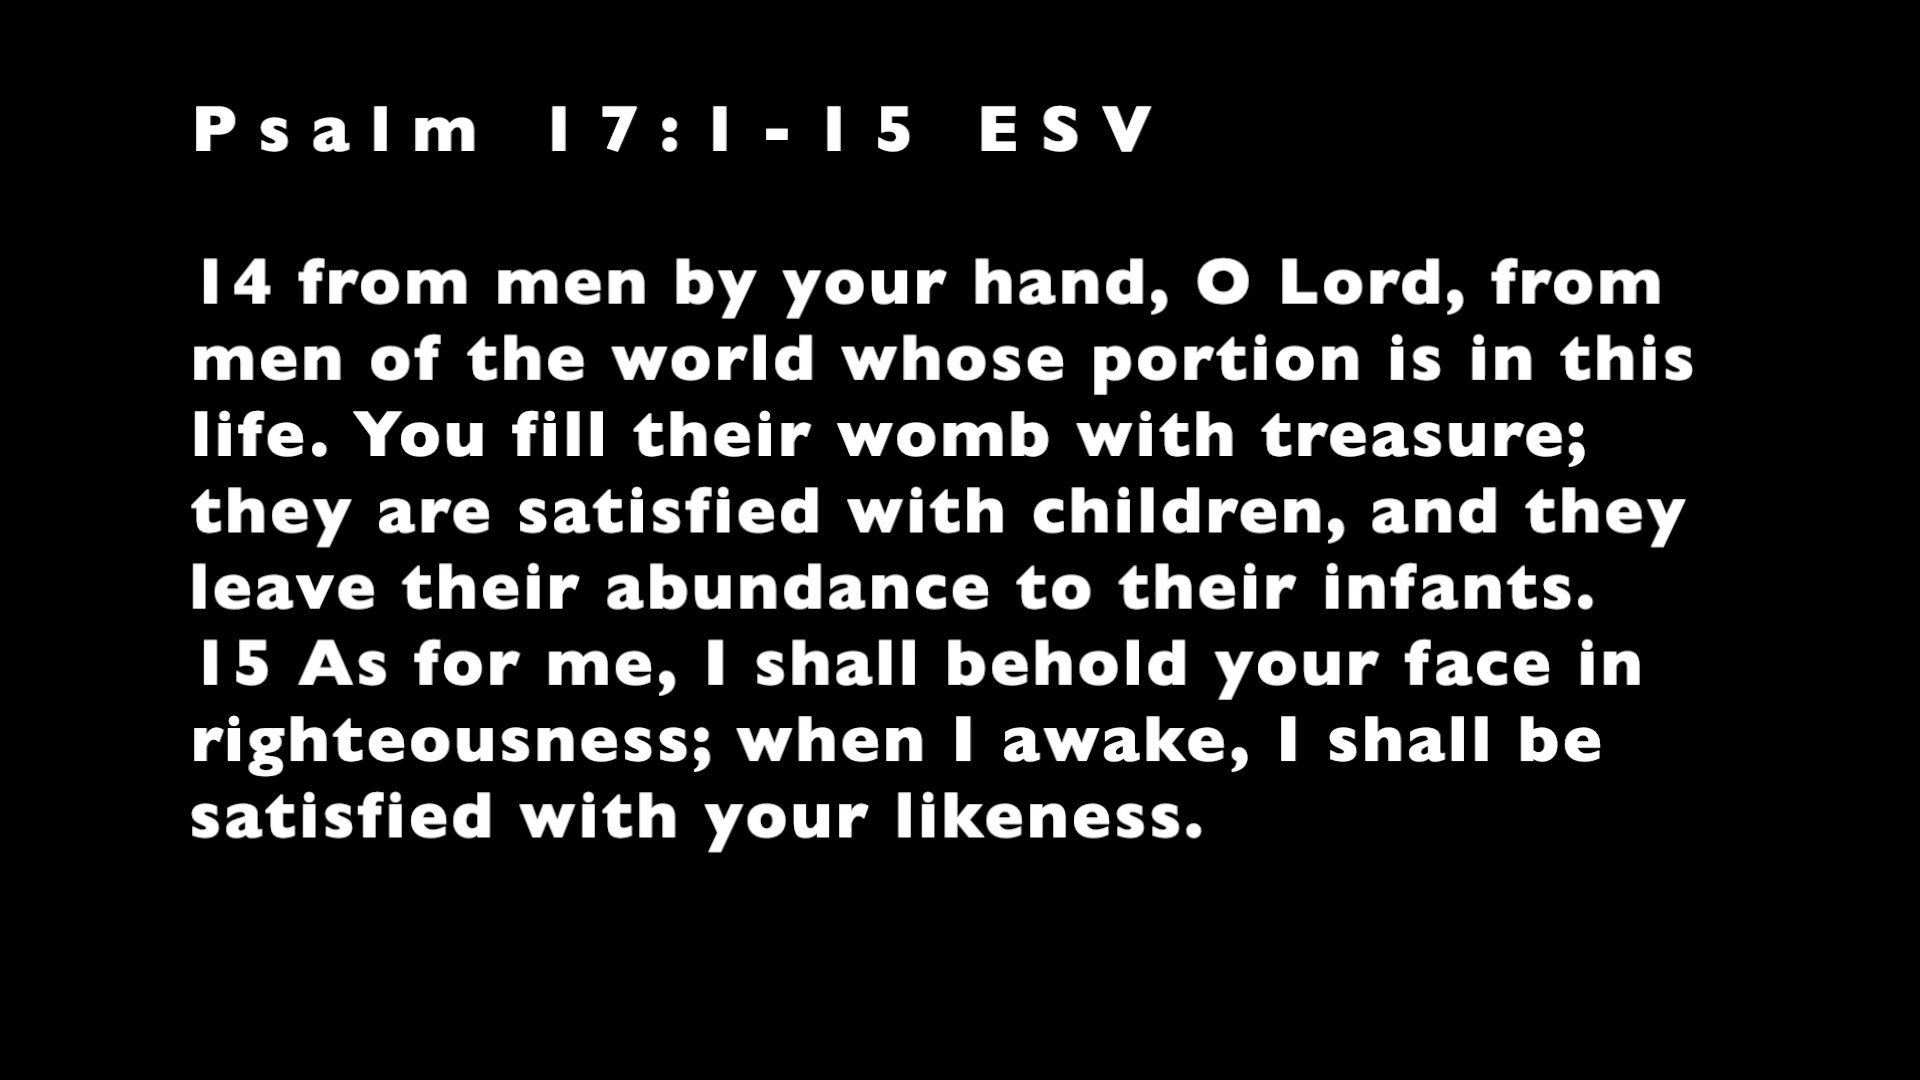 Psalm 17:1-15 ESV
14 from men by your hand, O Lord, from
men of the world whose portion is in this
life. You fill their womb with treasure;
they are satisfied with children, and they
leave their abundance to their infants.
15 As for me, I shall behold your face in
righteousness; when I awake, I shall be
satisfied with your likeness.